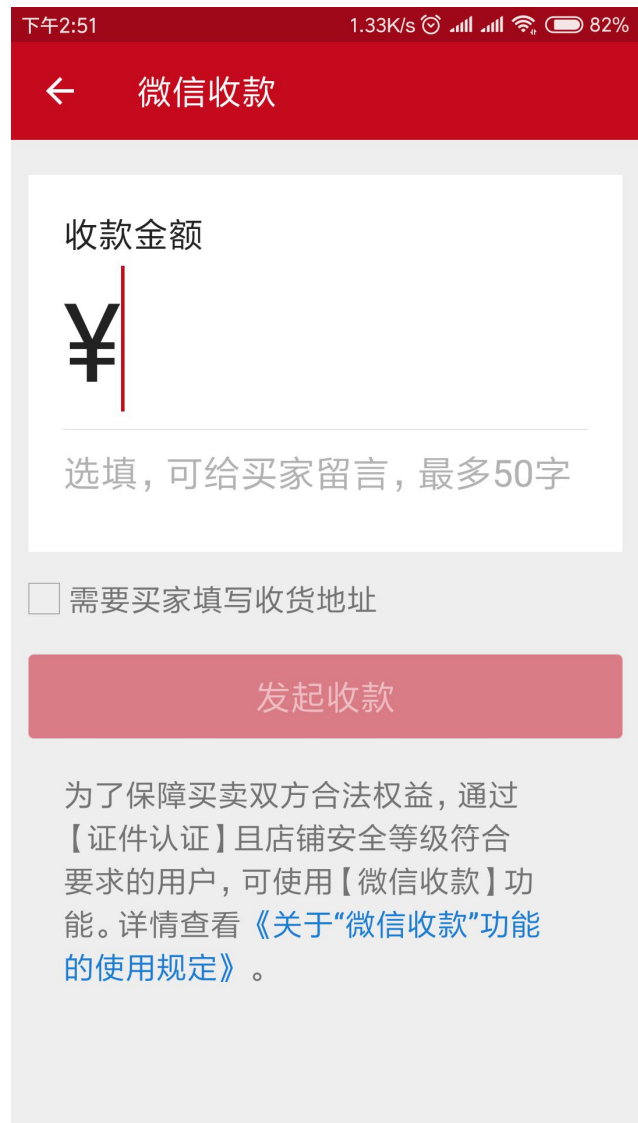 下午2:51 1.33K/s 82%
微信收款
收款金额
¥
选填，可给买家留言，最多50字
需要买家填写收货地址
发起收款
为了保障买卖双方合法权益，通过
【证件认证】且店铺安全等级符合
要求的用户，可使用【微信收款】功
能。详情查看《关于“微信收款”功能
的使用规定》。